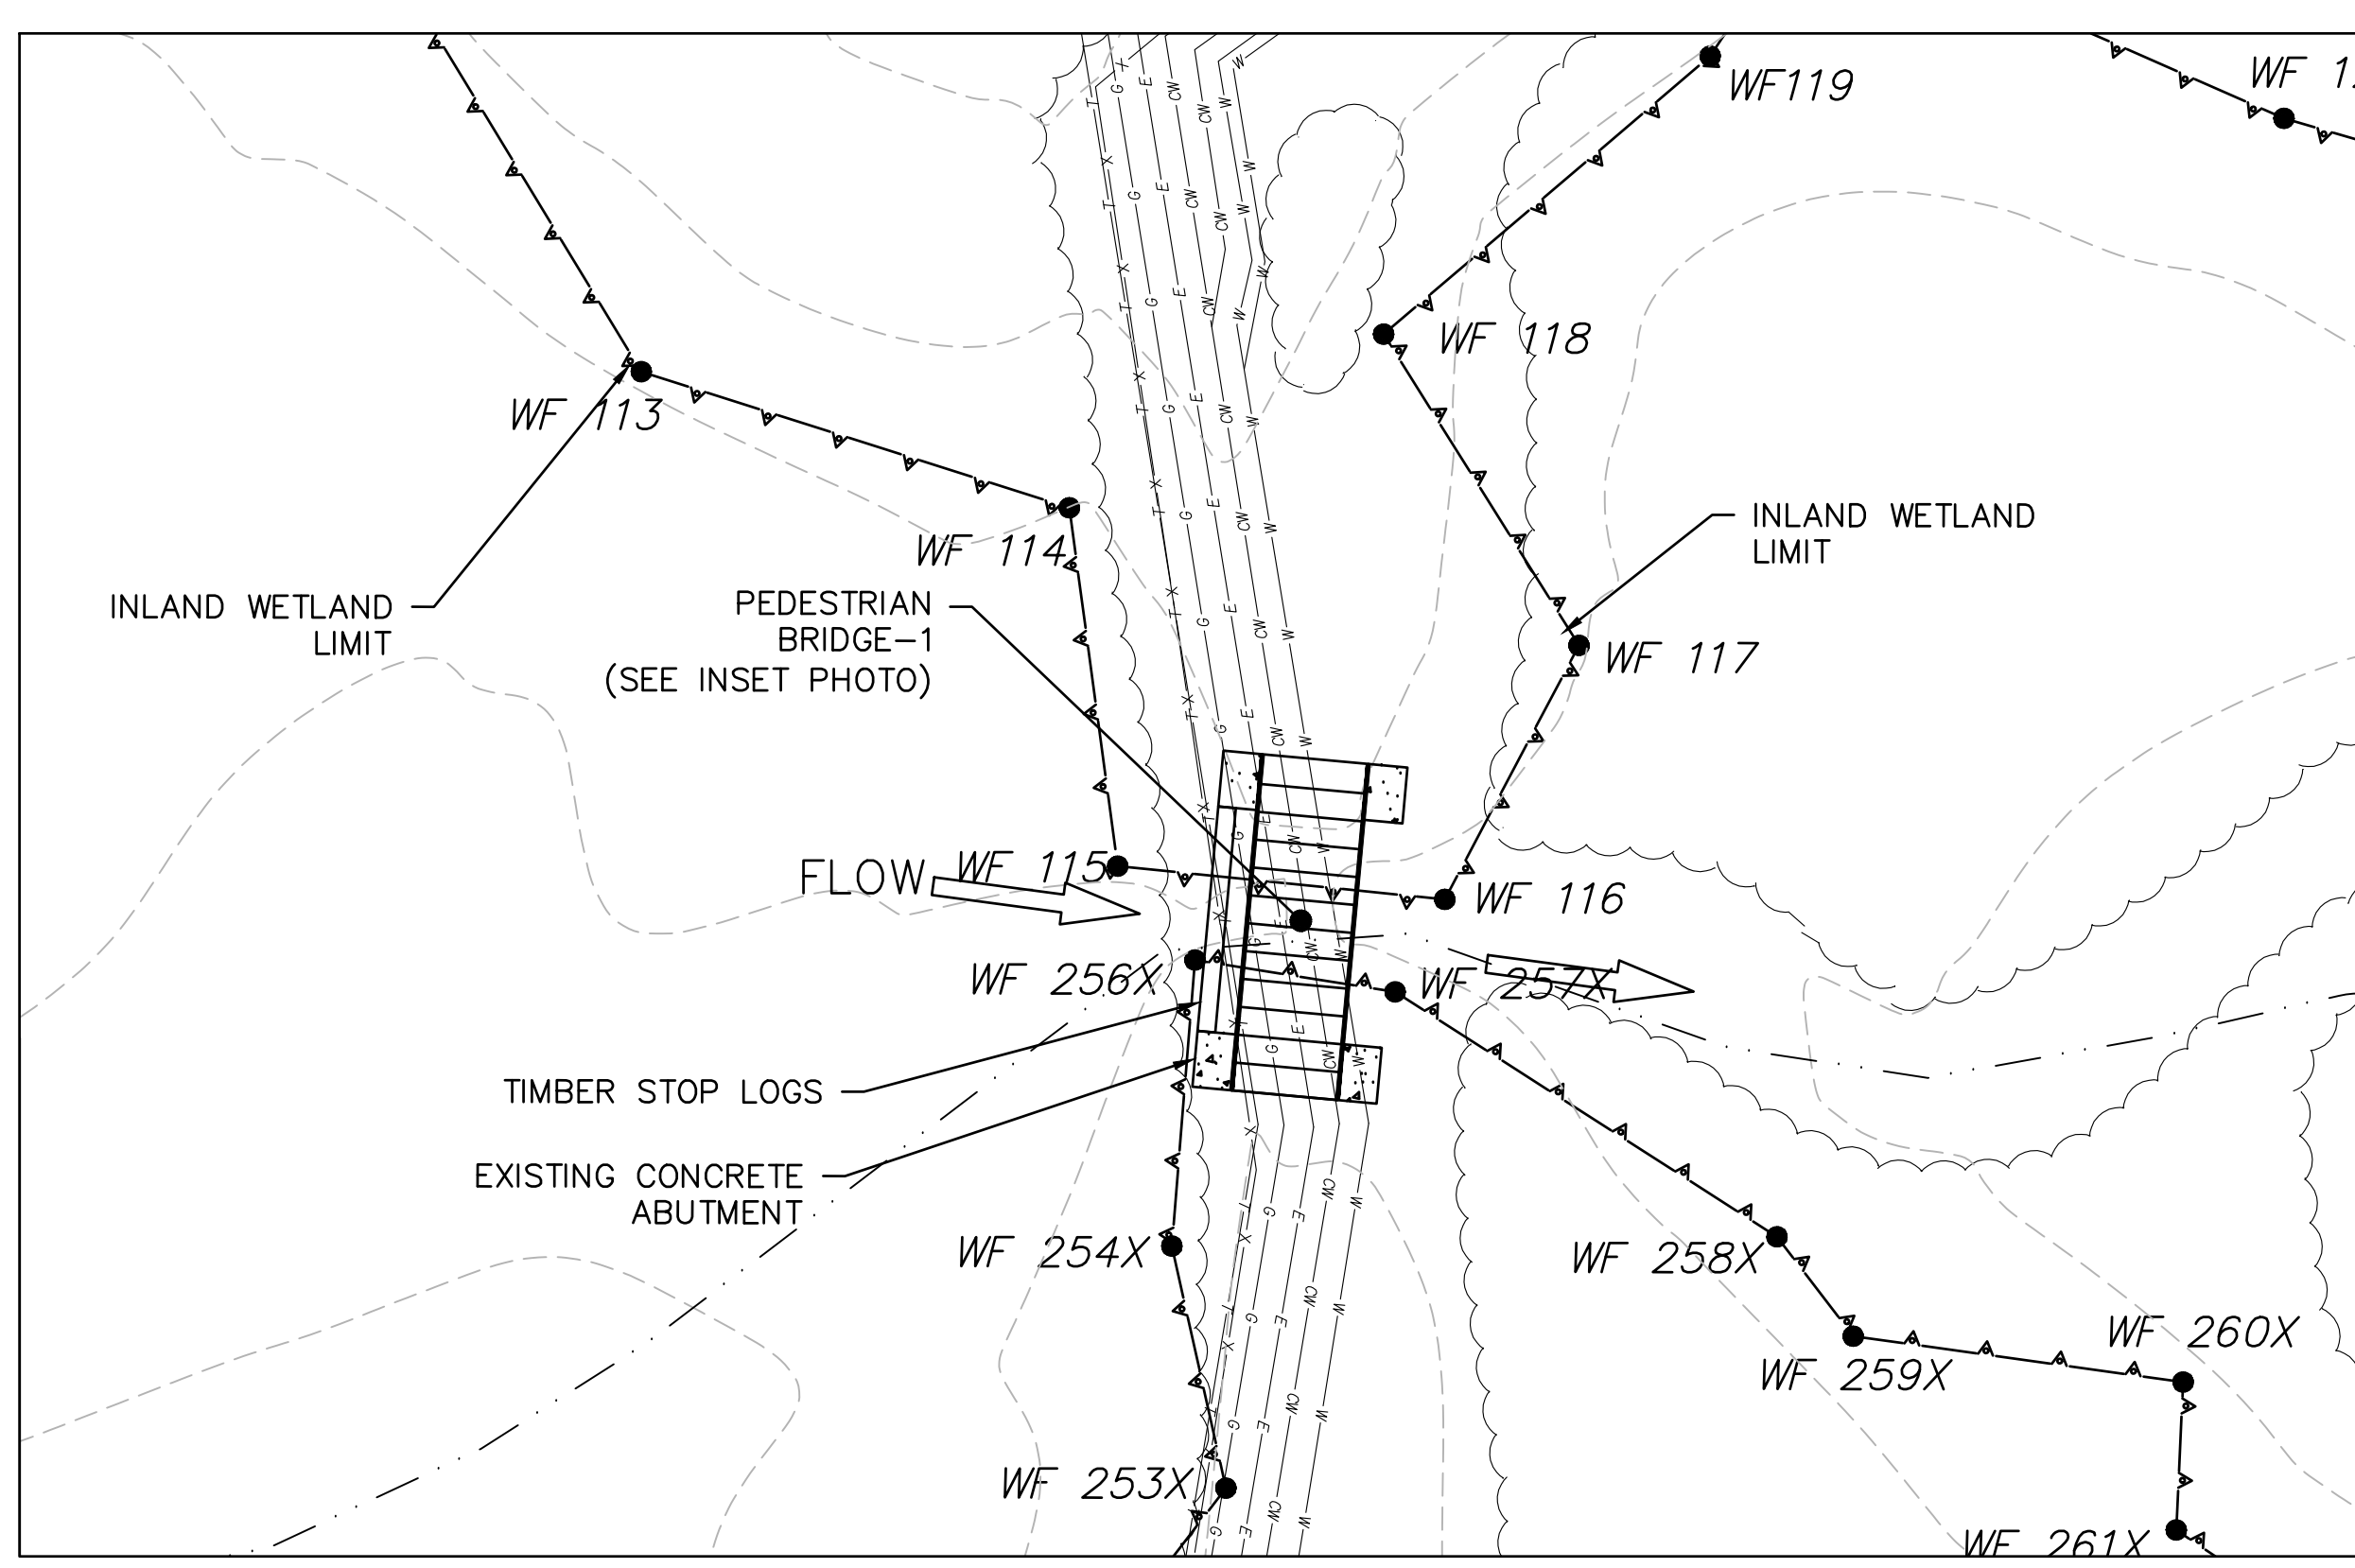 WF119
WF 118
WF 113
INLAND WETLAND
LIMIT
WF 114
INLAND WETLAND
LIMIT
PEDESTRIAN
BRIDGE-1
(SEE INSET PHOTO)
WF 117
FLOW
WF 115
WF 116
WF 256X
WF 257X
TIMBER STOP LOGS
EXISTING CONCRETE
ABUTMENT
WF 254X
WF 258X
WF 260X
WF 259X
WF 253X
WF 261X